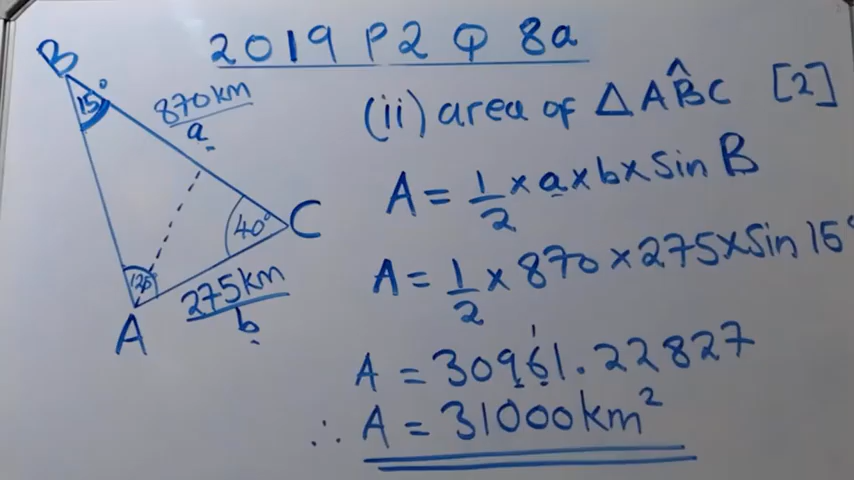 2019 P2 Q 8a
B
15°
870km
a
40°
C
125°
275km
b
A
(ii) area of △AB̂C [2]
A = 1/2 × a × b × sin B
A = 1/2 × 870 × 275 × sin 15°
A = 30961.22827
∴ A = 31000km²